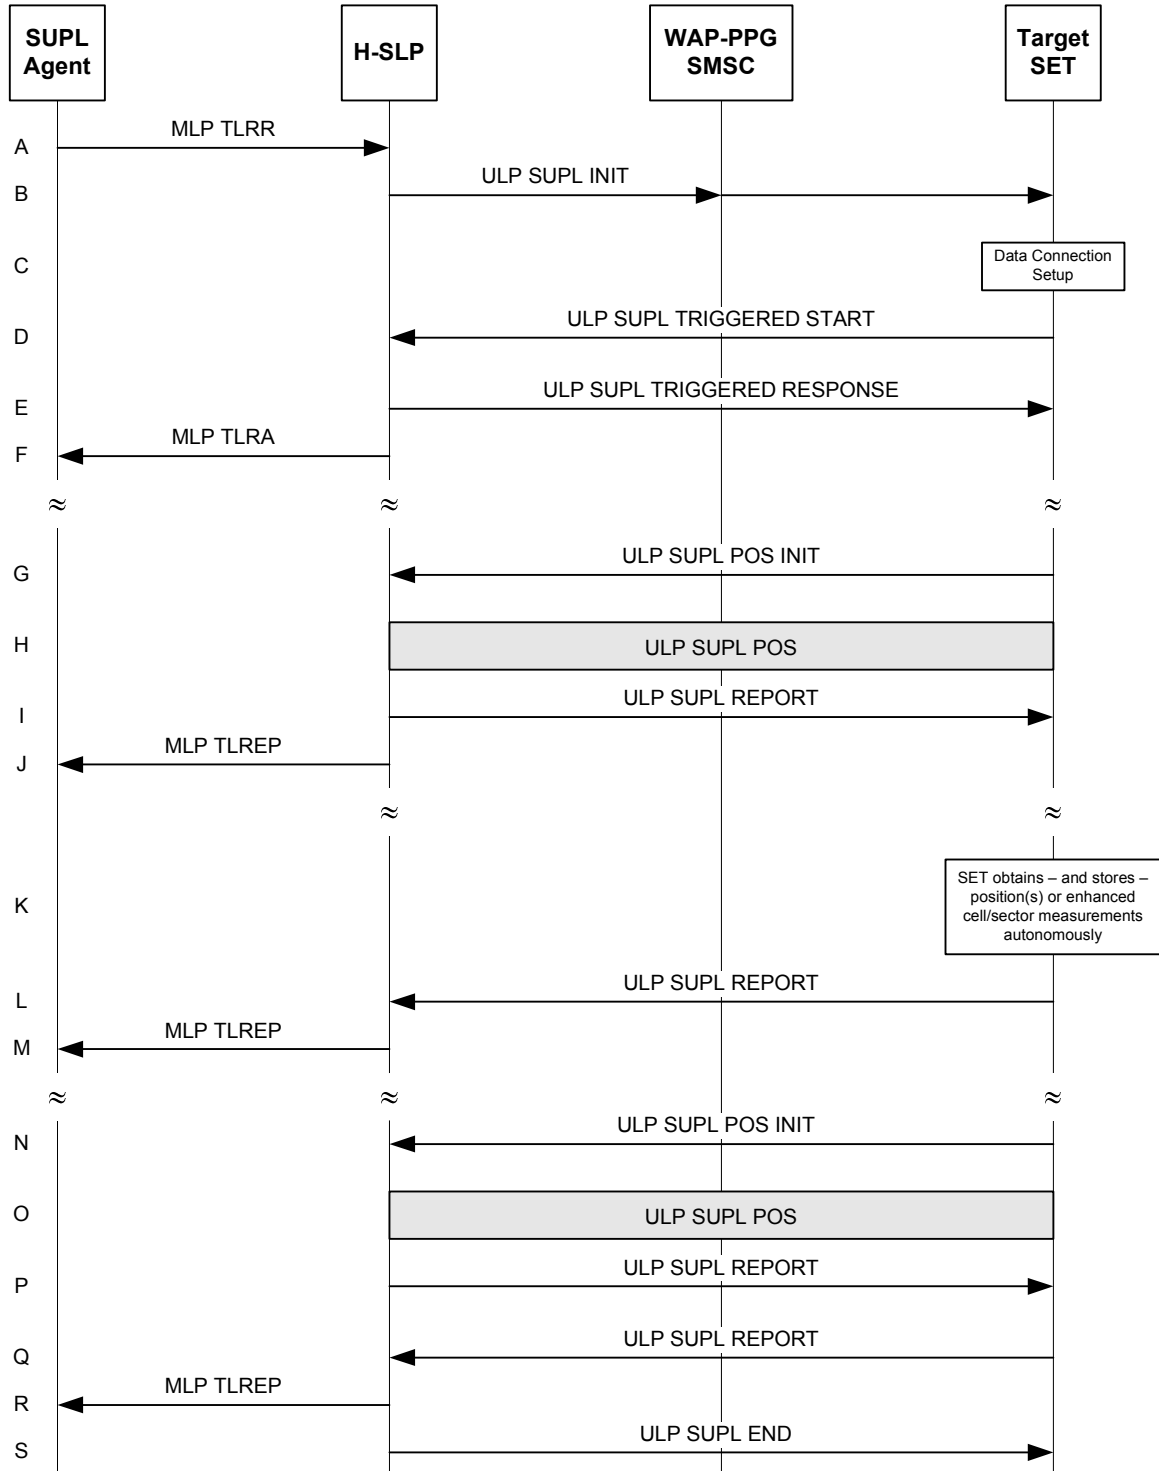 SUPL
Agent
H-SLP
WAP-PPG
SMSC
Target
SET
A
MLP TLRR
B
ULP SUPL INIT
C
Data Connection
Setup
D
ULP SUPL TRIGGERED START
E
ULP SUPL TRIGGERED RESPONSE
F
MLP TLRA
≈ ≈ ≈
G
ULP SUPL POS INIT
H
ULP SUPL POS
I
ULP SUPL REPORT
J
MLP TLREP
≈ ≈
K
SET obtains – and stores –
position(s) or enhanced
cell/sector measurements
autonomously
L
ULP SUPL REPORT
M
MLP TLREP
≈ ≈ ≈
N
ULP SUPL POS INIT
O
ULP SUPL POS
P
ULP SUPL REPORT
Q
ULP SUPL REPORT
R
MLP TLREP
S
ULP SUPL END